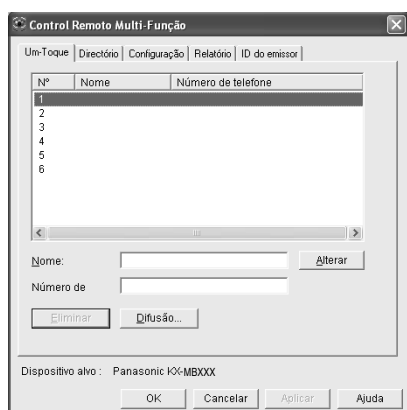 Control Remoto Multi-Função
Um-Toque Directório Configuração Relatório ID do emissor
Nº Nome Número de telefone
1
2
3
4
5
6
Nome: Alterar
Número de
Eliminar Difusão...
Dispositivo alvo : Panasonic KX-MBXXX
OK Cancelar Aplicar Ajuda